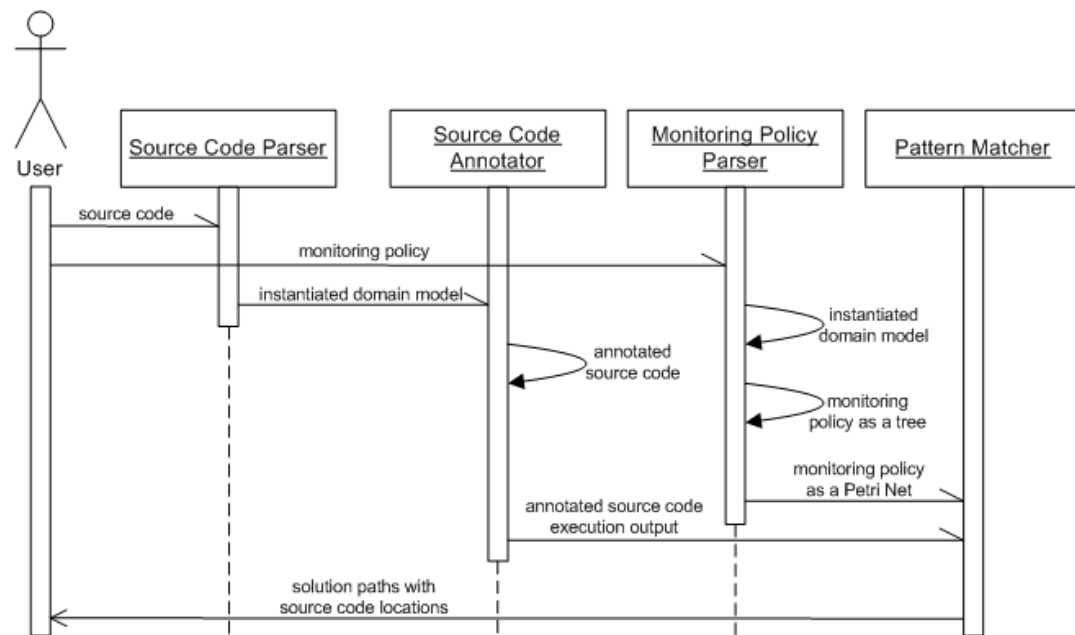 Source Code Parser
Source Code
Annotator
Monitoring Policy
Parser
Pattern Matcher
User
source code
monitoring policy
instantiated domain model
instantiated
domain model
annotated
source code
monitoring
policy as a tree
monitoring policy
as a Petri Net
annotated source code
execution output
solution paths with
source code locations